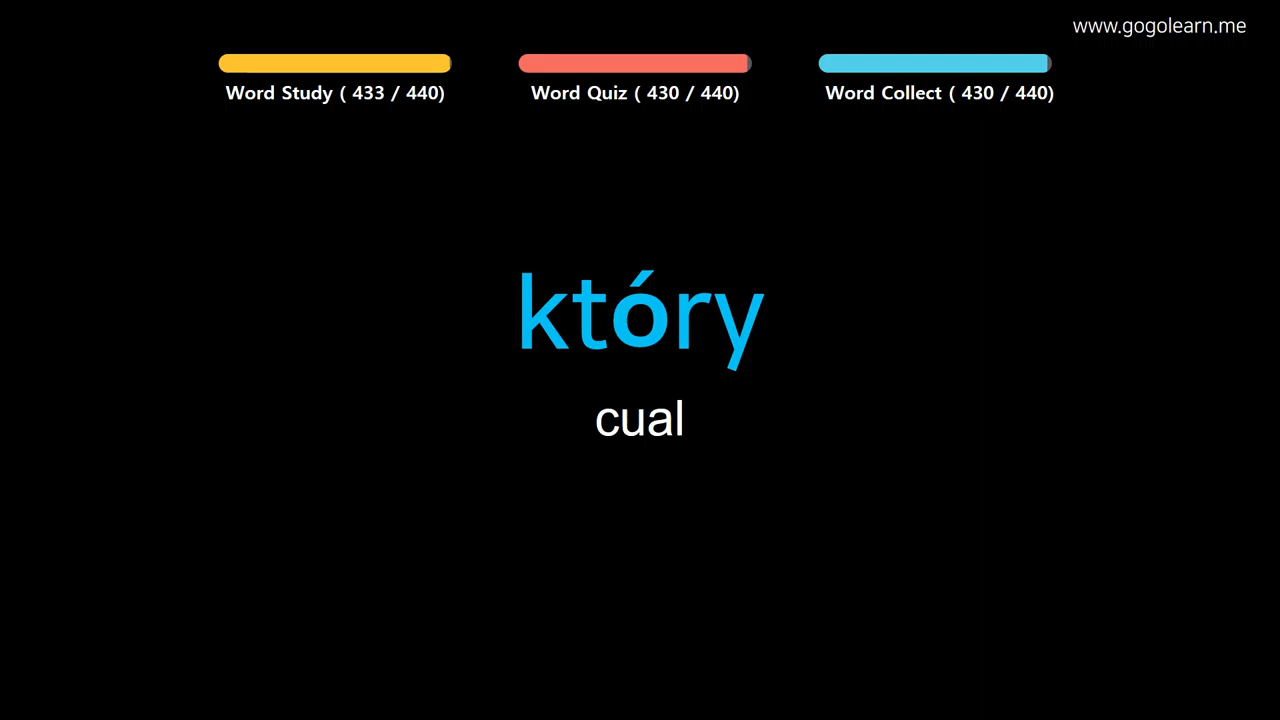 www.gogolearn.me
Word Study ( 433 / 440)
Word Quiz ( 430 / 440)
Word Collect ( 430 / 440)
który
cual